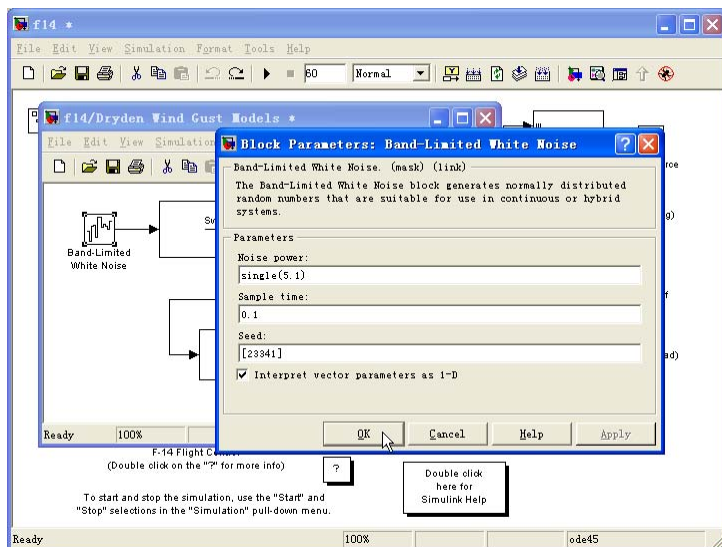 f14 *
File Edit View Simulation Format Tools Help
60 Normal
f14/Dryden Wind Gust Models *
File Edit View Simulation
Block Parameters: Band-Limited White Noise
Band-Limited White Noise. (mask) (link)
The Band-Limited White Noise block generates normally distributed
random numbers that are suitable for use in continuous or hybrid
systems.
Parameters
Noise power:
single(5.1)
Sample time:
0.1
Seed:
[23341]
Interpret vector parameters as 1-D
OK Cancel Help Apply
Band-Limited
White Noise
Ready 100%
F-14 Flight
(Double click on the "?" for more info)
?
Double click
here for
Simulink Help
To start and stop the simulation, use the "Start" and
"Stop" selections in the "Simulation" pull-down menu.
Ready 100% ode45